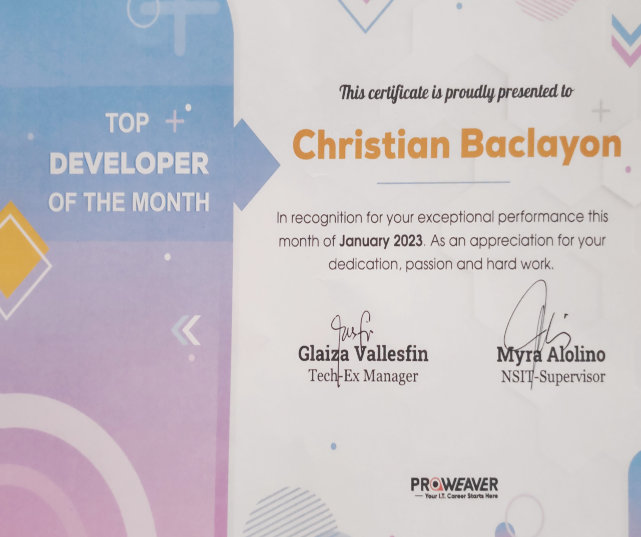 TOP
DEVELOPER
OF THE MONTH
This certificate is proudly presented to
Christian Baclayon
In recognition for your exceptional performance this
month of January 2023. As an appreciation for your
dedication, passion and hard work.
Glaiza Vallesfin
Tech-Ex Manager
Myra Alolino
NSIT-Supervisor
PROWEAVER
Your I.T. Career Starts Here